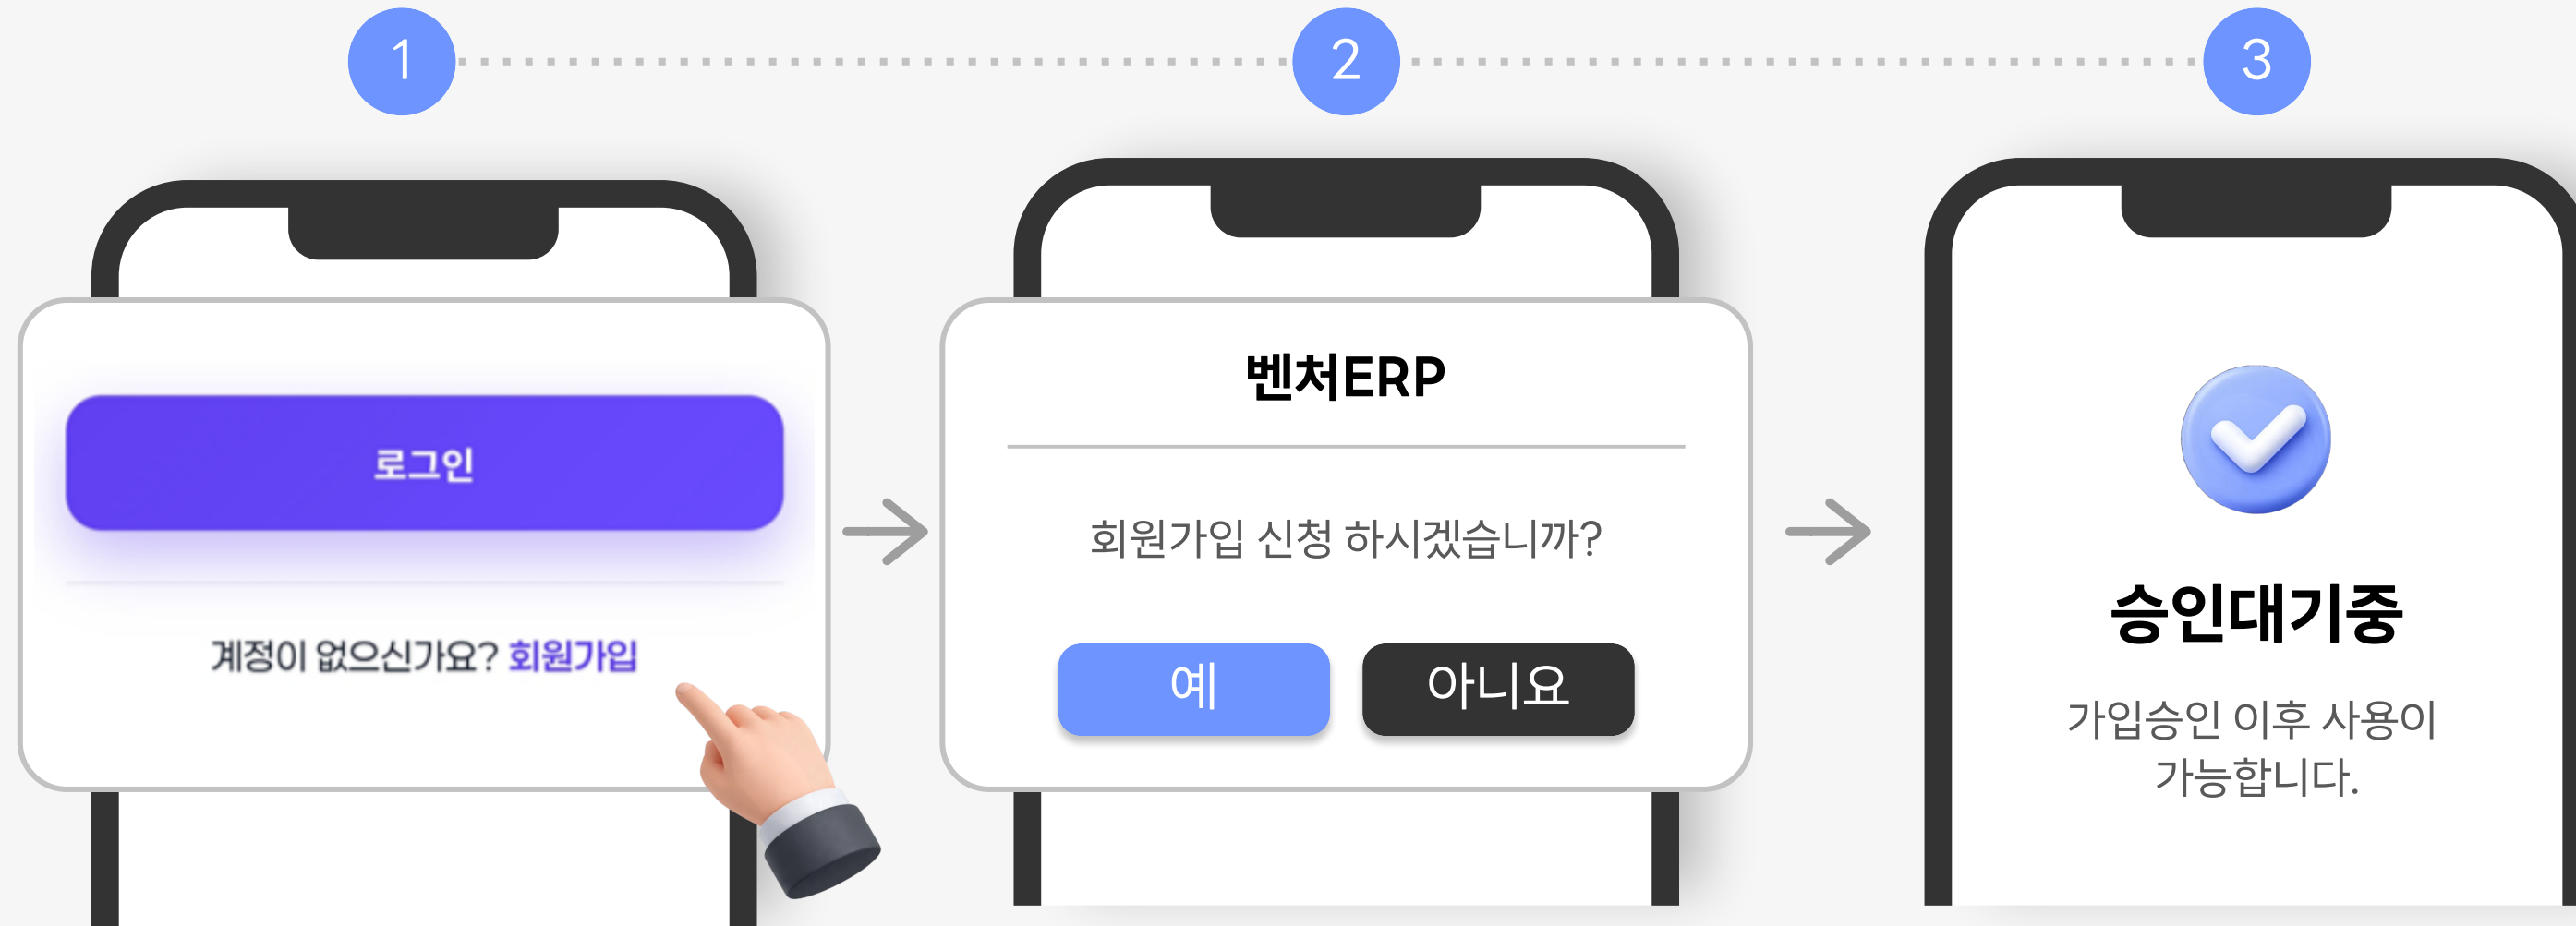 1
2
3
로그인
계정이 없으신가요? 회원가입
벤처ERP
회원가입 신청 하시겠습니까?
예
아니요
승인대기중
가입승인 이후 사용이
가능합니다.